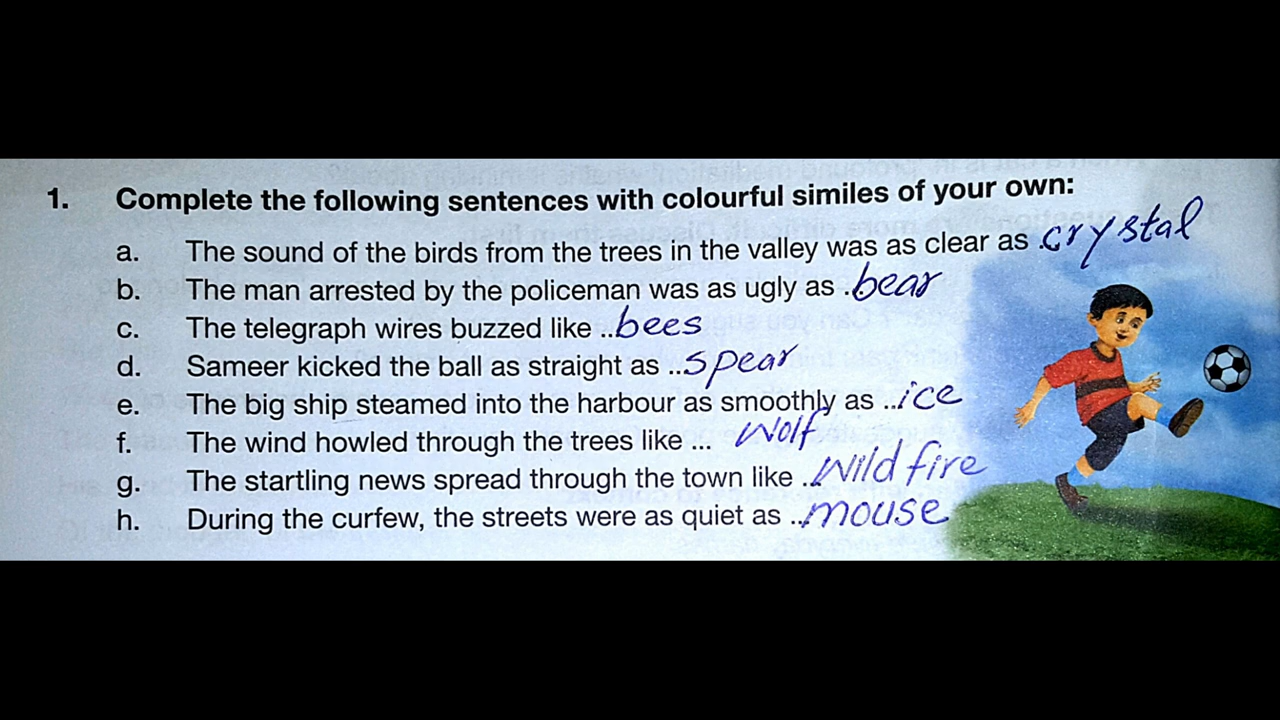 1. Complete the following sentences with colourful similes of your own:
a. The sound of the birds from the trees in the valley was as clear as .crystal
b. The man arrested by the policeman was as ugly as .bear
c. The telegraph wires buzzed like ..bees
d. Sameer kicked the ball as straight as ..spear
e. The big ship steamed into the harbour as smoothly as ..ice
f. The wind howled through the trees like ... Wolf
g. The startling news spread through the town like ..Wild fire
h. During the curfew, the streets were as quiet as ..mouse